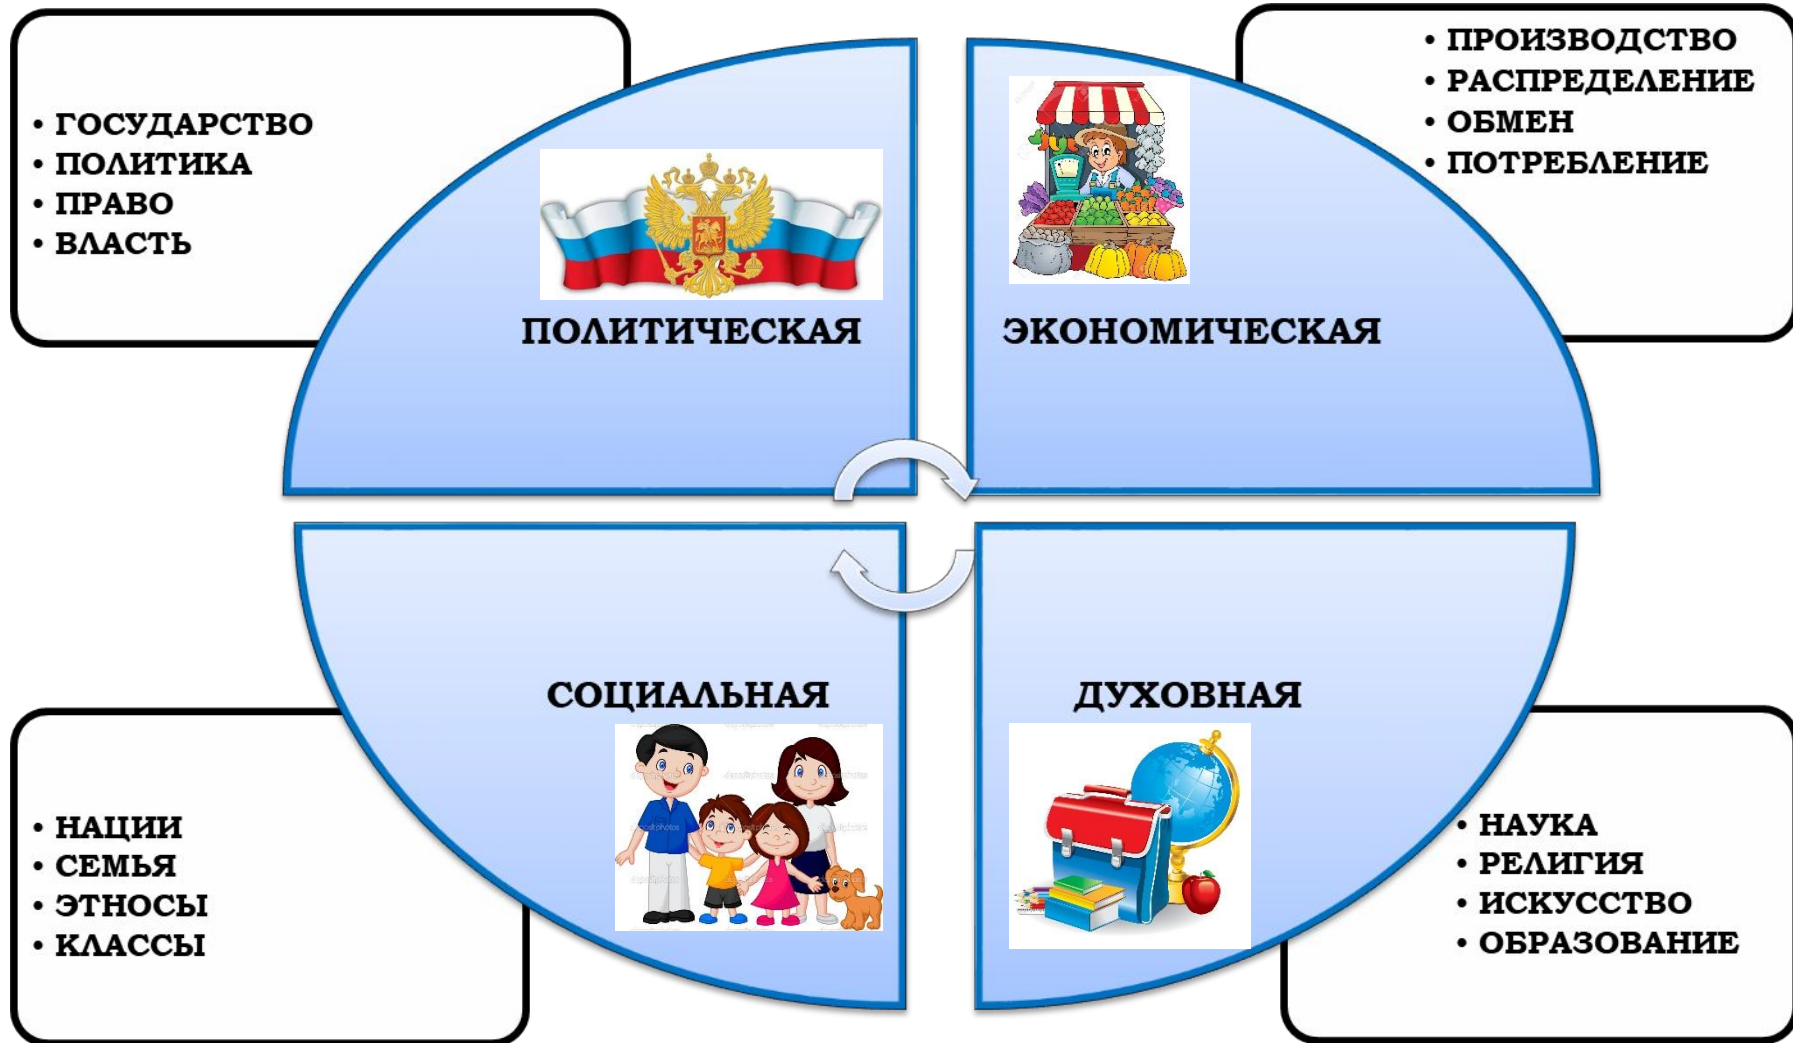 • ГОСУДАРСТВО
• ПОЛИТИКА
• ПРАВО
• ВЛАСТЬ
ПОЛИТИЧЕСКАЯ
• ПРОИЗВОДСТВО
• РАСПРЕДЕЛЕНИЕ
• ОБМЕН
• ПОТРЕБЛЕНИЕ
ЭКОНОМИЧЕСКАЯ
СОЦИАЛЬНАЯ
• НАЦИИ
• СЕМЬЯ
• ЭТНОСЫ
• КЛАССЫ
ДУХОВНАЯ
• НАУКА
• РЕЛИГИЯ
• ИСКУССТВО
• ОБРАЗОВАНИЕ